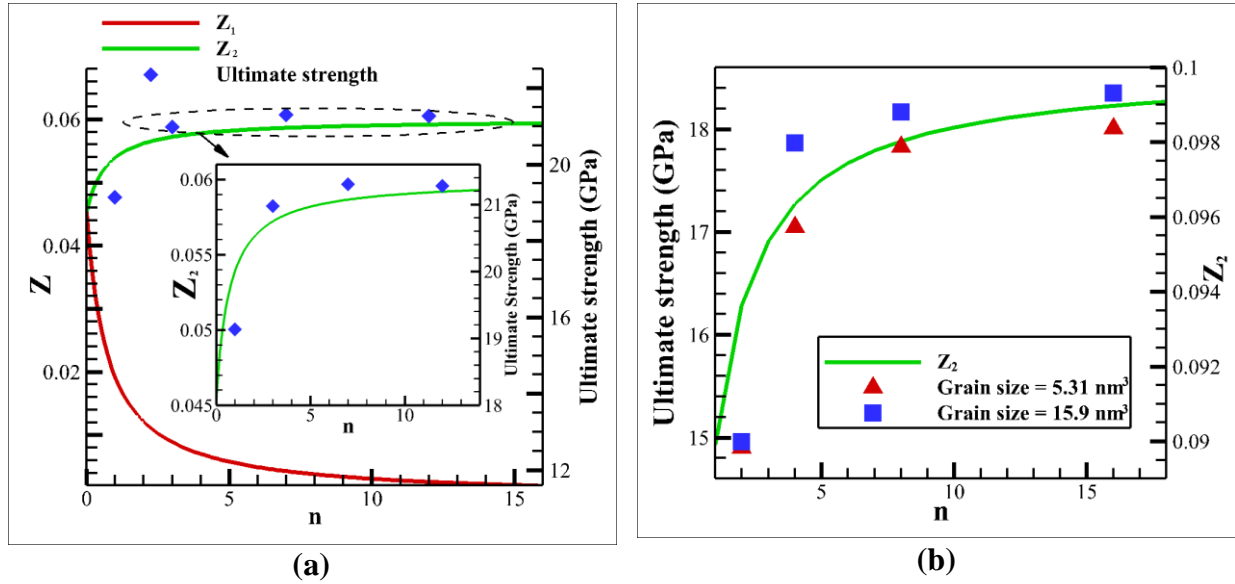 Z₁
Z₂
Ultimate strength
Z
0.06
0.04
0.02
0
5
10
15
n
20
16
12
Ultimate strength (GPa)
Z₂
0.06
0.055
0.05
0.045
0
5
10
n
21
20
19
18
Ultimate Strength (GPa)
(a)
Ultimate strength (GPa)
18
17
16
15
5
10
15
n
0.1
0.098
0.096
0.094
0.092
0.09
Z₂
Z₂
Grain size = 5.31 nm³
Grain size = 15.9 nm³
(b)